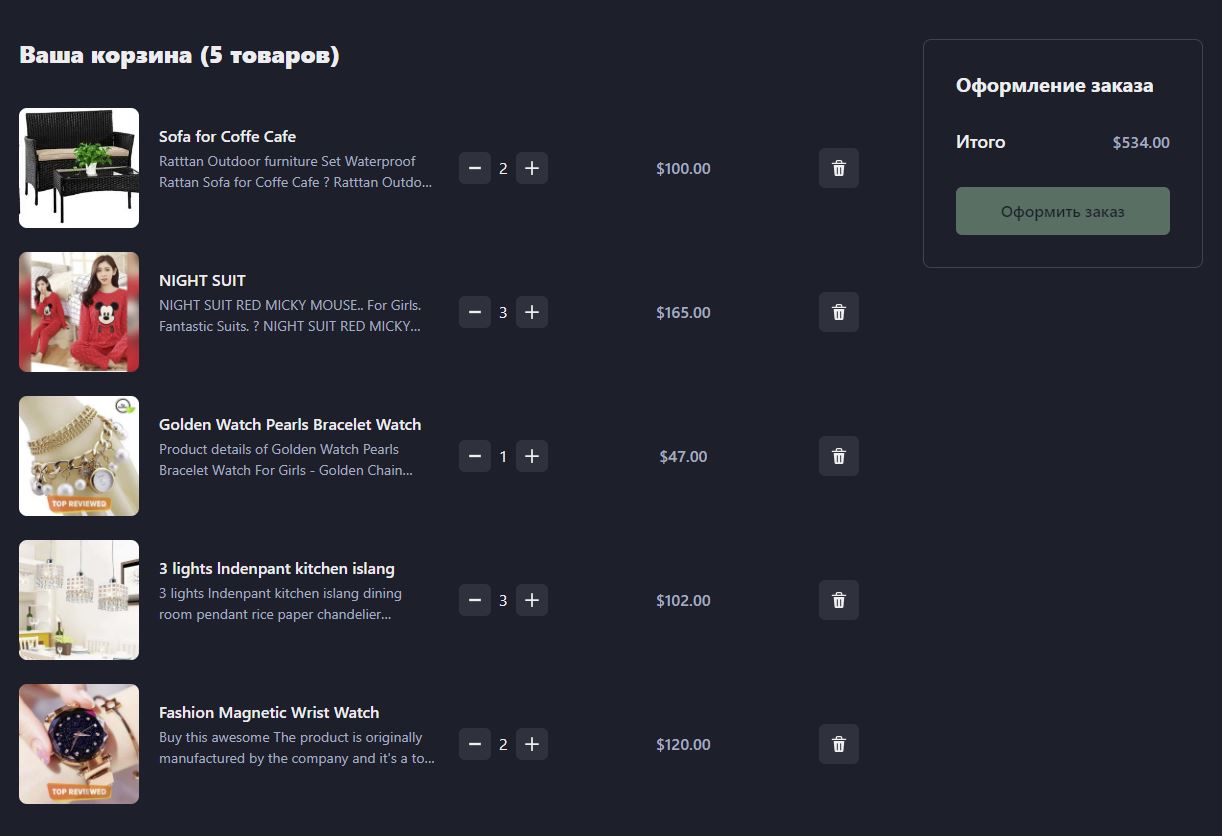 Ваша корзина (5 товаров)
Sofa for Coffe Cafe
Ratttan Outdoor furniture Set Waterproof
Rattan Sofa for Coffe Cafe ? Ratttan Outdo...
2
$100.00
NIGHT SUIT
NIGHT SUIT RED MICKY MOUSE.. For Girls.
Fantastic Suits. ? NIGHT SUIT RED MICKY...
3
$165.00
Golden Watch Pearls Bracelet Watch
Product details of Golden Watch Pearls
Bracelet Watch For Girls - Golden Chain...
1
$47.00
TOP REVIEWED
3 lights lndenpant kitchen islang
3 lights lndenpant kitchen islang dining
room pendant rice paper chandelier...
3
$102.00
Fashion Magnetic Wrist Watch
Buy this awesome The product is originally
manufactured by the company and it's a to...
2
$120.00
TOP REVIEWED
Оформление заказа
Итого $534.00
Оформить заказ